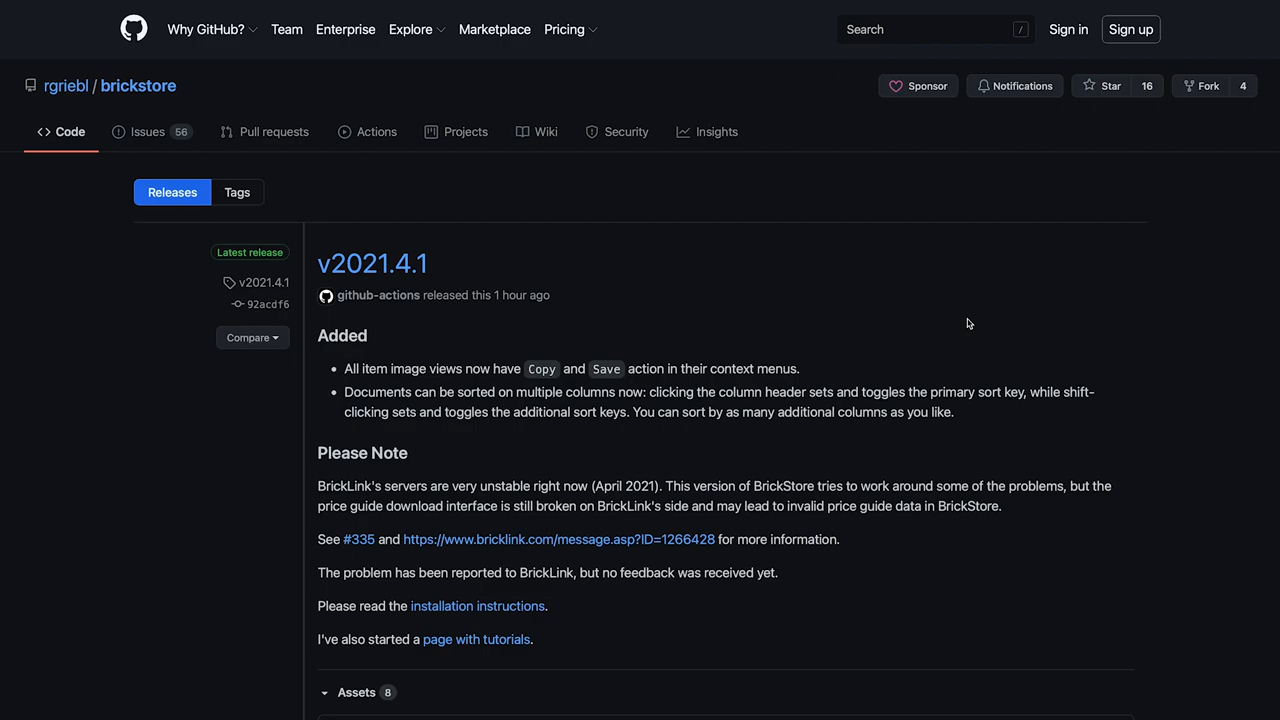 Why GitHub? Team Enterprise Explore Marketplace Pricing Search / Sign in Sign up
rgriebl / brickstore Sponsor Notifications Star 16 Fork 4
Code Issues 56 Pull requests Actions Projects Wiki Security Insights
Releases Tags
Latest release
v2021.4.1
92acdf6
Compare
v2021.4.1
github-actions released this 1 hour ago
Added
All item image views now have Copy and Save action in their context menus.
Documents can be sorted on multiple columns now: clicking the column header sets and toggles the primary sort key, while shift-
clicking sets and toggles the additional sort keys. You can sort by as many additional columns as you like.
Please Note
BrickLink's servers are very unstable right now (April 2021). This version of BrickStore tries to work around some of the problems, but the
price guide download interface is still broken on BrickLink's side and may lead to invalid price guide data in BrickStore.
See #335 and https://www.bricklink.com/message.asp?ID=1266428 for more information.
The problem has been reported to BrickLink, but no feedback was received yet.
Please read the installation instructions.
I've also started a page with tutorials.
Assets 8